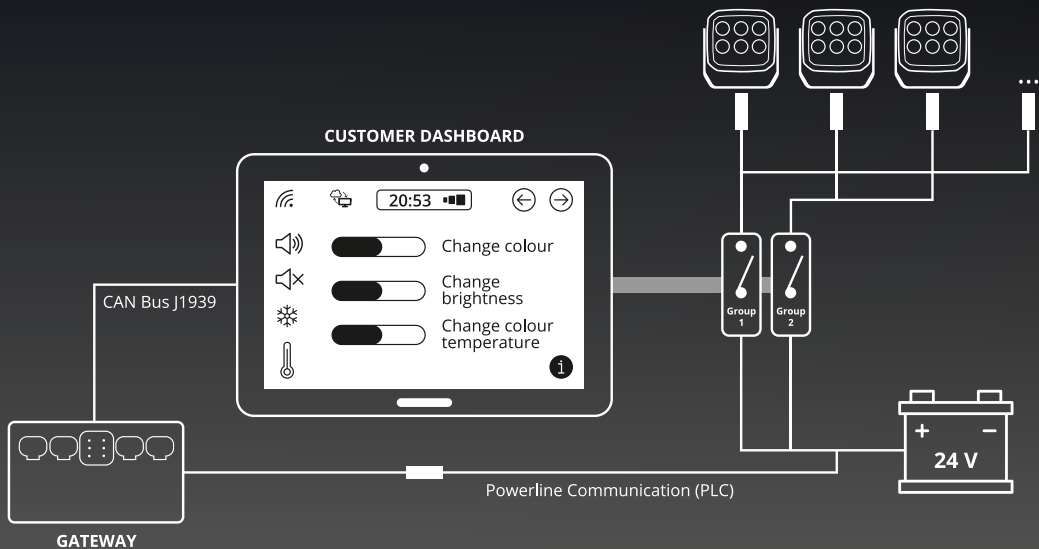 ...
CUSTOMER DASHBOARD
20:53
Change colour
Change
brightness
Change colour
temperature
i
CAN Bus J1939
Group
1
Group
2
+ −
24 V
Powerline Communication (PLC)
GATEWAY